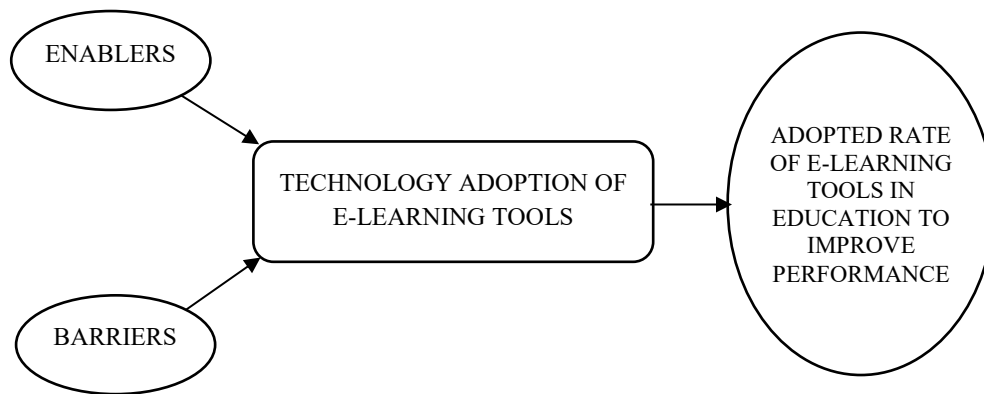 ENABLERS
TECHNOLOGY ADOPTION OF
E-LEARNING TOOLS
BARRIERS
ADOPTED RATE
OF E-LEARNING
TOOLS IN
EDUCATION TO
IMPROVE
PERFORMANCE